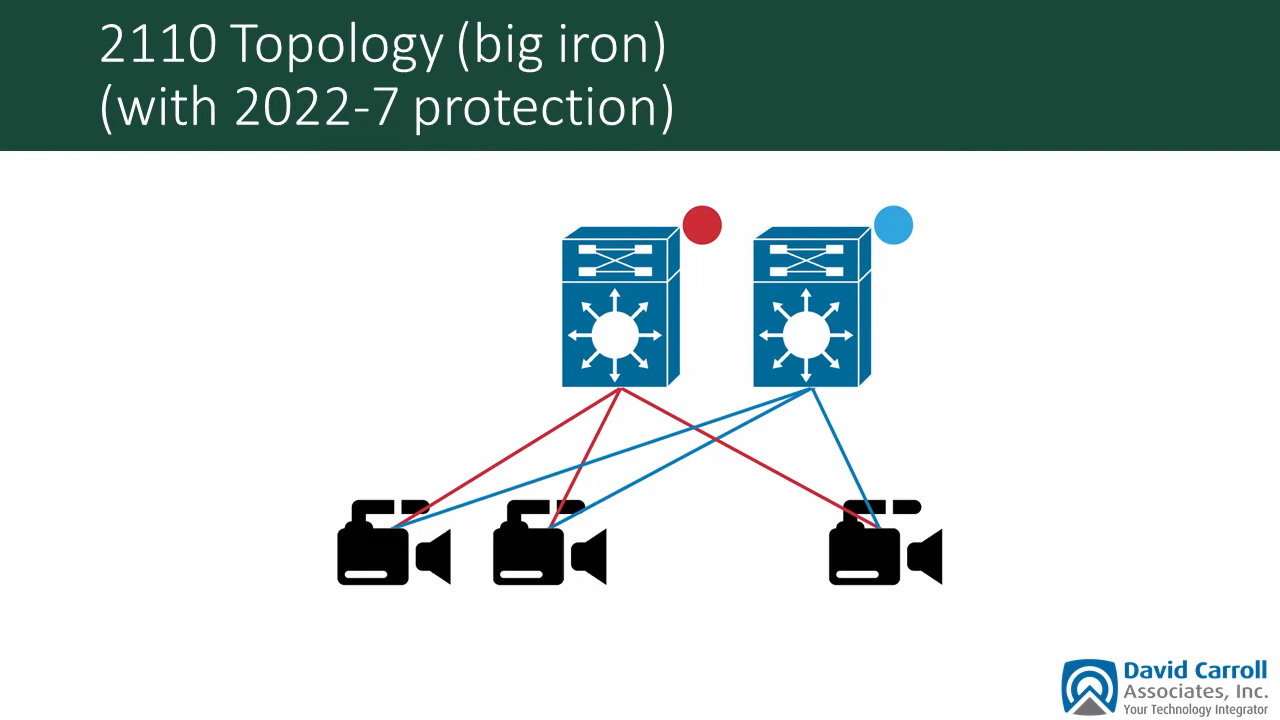 2110 Topology (big iron)
(with 2022-7 protection)
David Carroll
Associates, Inc.
Your Technology Integrator